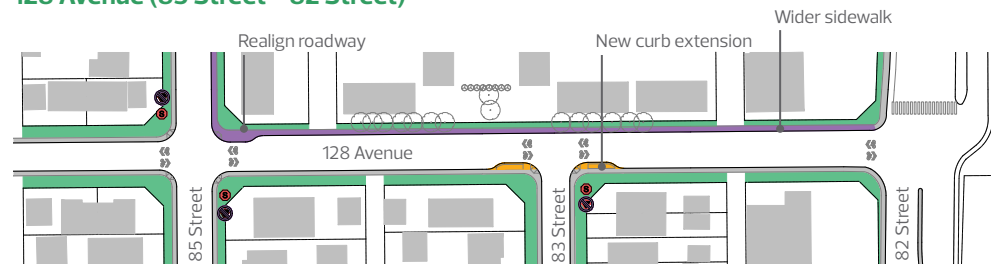 128 Avenue (85 Street – 82 Street)
Wider sidewalk
Realign roadway
New curb extension
128 Avenue
85 Street
83 Street
82 Street